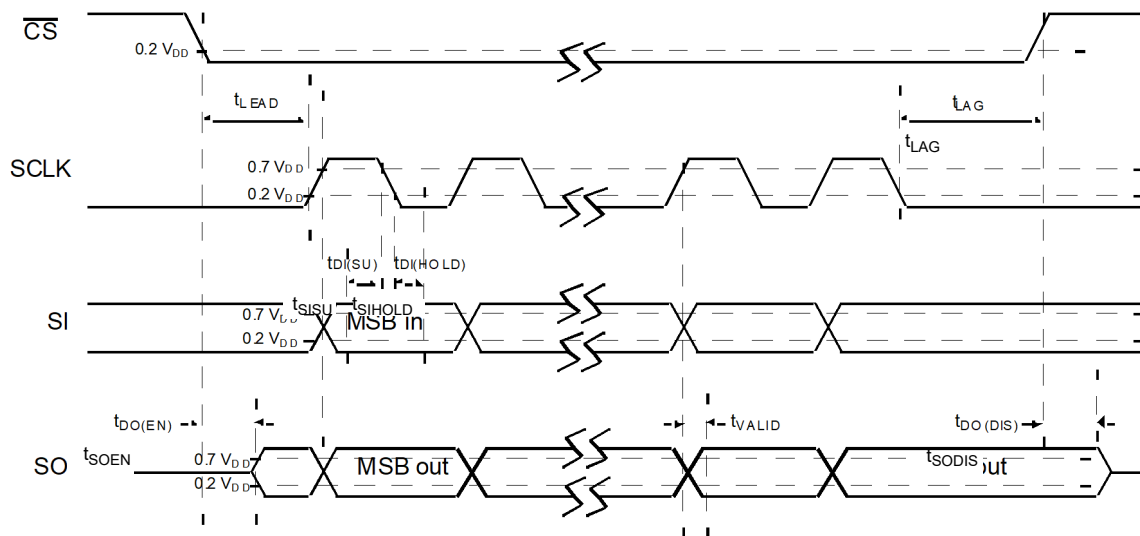 CS
0.2 VDD
tLEAD
tLAG
tLAG
SCLK
0.7 VDD
0.2 VDD
tDI(SU) tDI(HOLD)
tSISU tSIHOLD
SI
0.7 VDD
MSB in
0.2 VDD
tDO(EN)
tVALID
tDO(DIS)
tSOEN
SO
0.7 VDD
MSB out
tSODIS
out
0.2 VDD